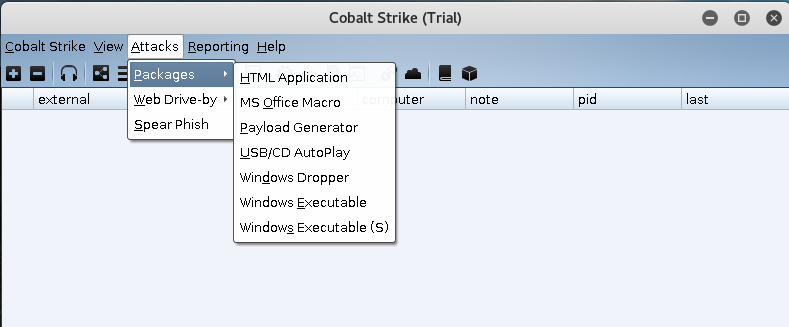 Cobalt Strike (Trial)
Cobalt Strike View Attacks Reporting Help
Packages
Web Drive-by
Spear Phish
HTML Application
MS Office Macro
Payload Generator
USB/CD AutoPlay
Windows Dropper
Windows Executable
Windows Executable (S)
external computer note pid last